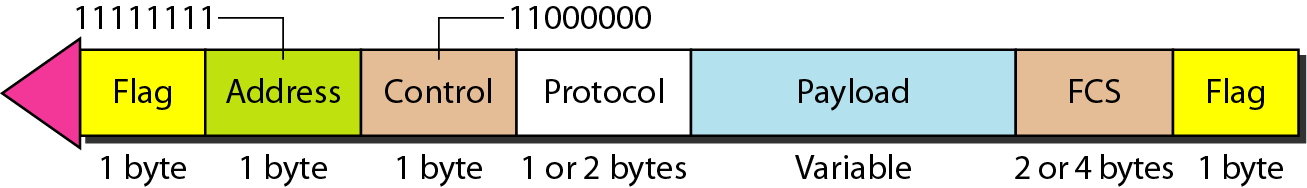 11111111 11000000
Flag Address Control Protocol Payload FCS Flag
1 byte 1 byte 1 byte 1 or 2 bytes Variable 2 or 4 bytes 1 byte